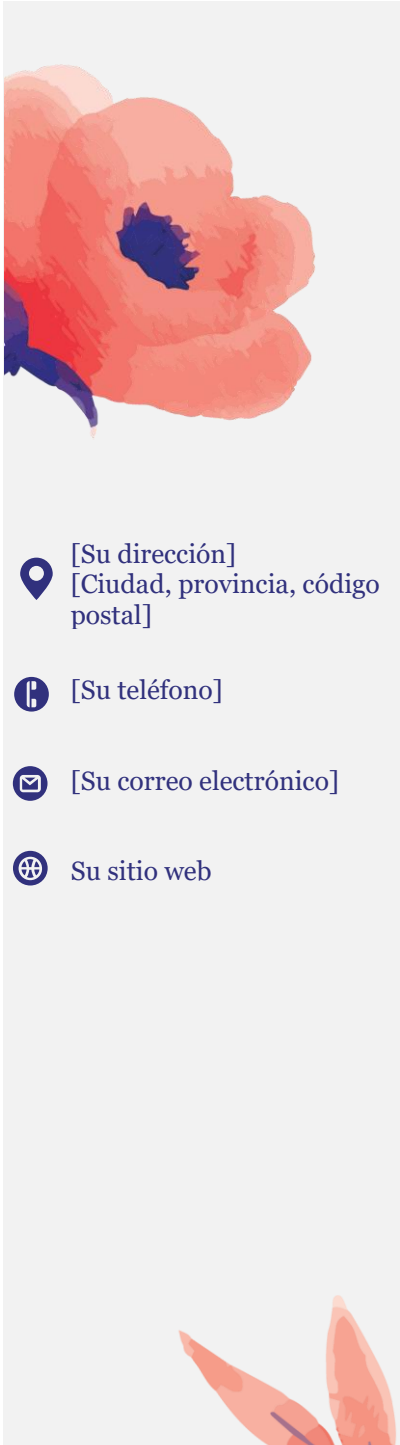 [Su dirección]
[Ciudad, provincia, código
postal]
[Su teléfono]
[Su correo electrónico]
Su sitio web